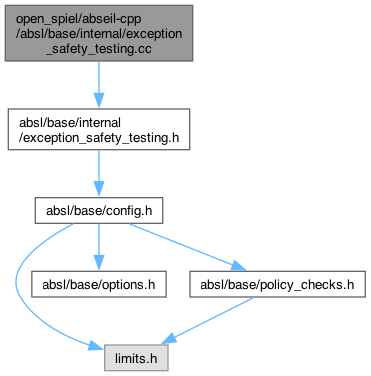 open_spiel/abseil-cpp
/absl/base/internal/exception
_safety_testing.cc
absl/base/internal
/exception_safety_testing.h
absl/base/config.h
absl/base/options.h
absl/base/policy_checks.h
limits.h